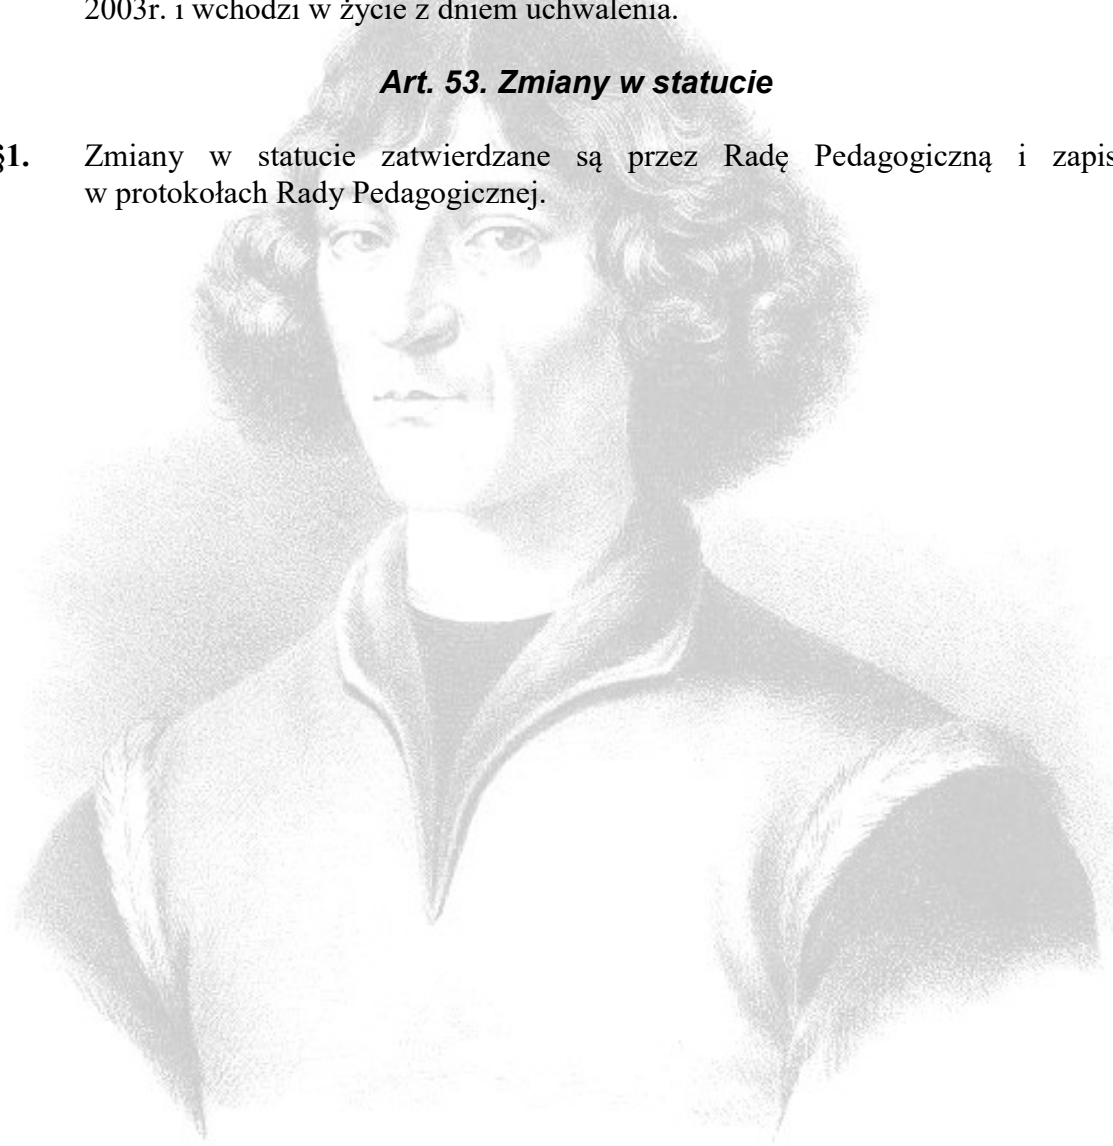 2003r. i wchodzi w życie z dniem uchwalenia.
Art. 53. Zmiany w statucie
§1. Zmiany w statucie zatwierdzane są przez Radę Pedagogiczną i zapis
w protokołach Rady Pedagogicznej.